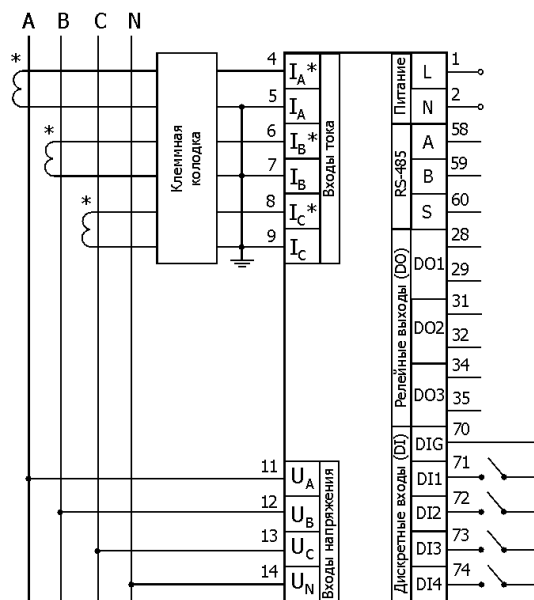 A B C N
*
*
*
Клеммная
колодка
4 I_A*
5 I_A
6 I_B*
7 I_B
8 I_C*
9 I_C
Входы тока
11 U_A
12 U_B
13 U_C
14 U_N
Входы напряжения
Питание
L 1
N 2
RS-485
A 58
B 59
S 60
Релейные выходы (DO)
DO1 28
29
DO2 31
32
DO3 34
35
Дискретные входы (DI)
DIG 70
DI1 71
DI2 72
DI3 73
DI4 74